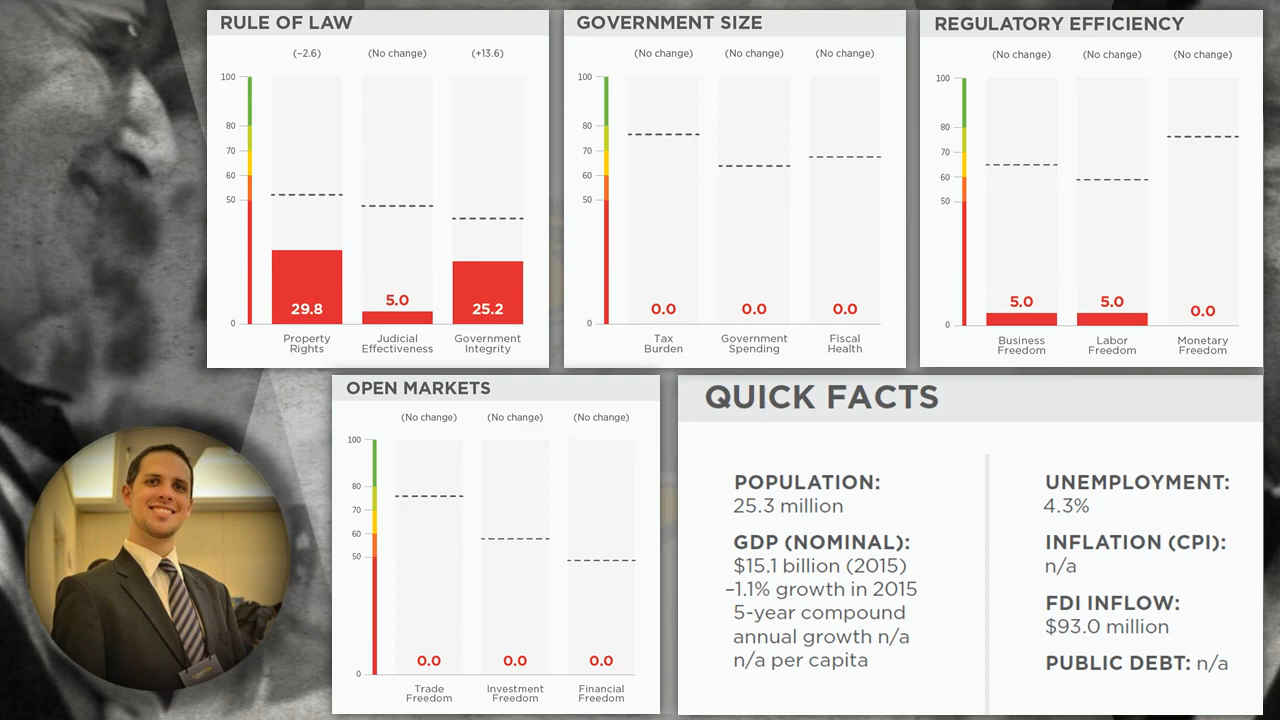 RULE OF LAW
(–2.6) (No change) (+13.6)
100
80
70
60
50
0
29.8 5.0 25.2
Property Rights
Judicial Effectiveness
Government Integrity
GOVERNMENT SIZE
(No change) (No change) (No change)
100
80
70
60
50
0
0.0 0.0 0.0
Tax Burden
Government Spending
Fiscal Health
REGULATORY EFFICIENCY
(No change) (No change) (No change)
100
80
70
60
50
0
5.0 5.0 0.0
Business Freedom
Labor Freedom
Monetary Freedom
OPEN MARKETS
(No change) (No change) (No change)
100
80
70
60
50
0
0.0 0.0 0.0
Trade Freedom
Investment Freedom
Financial Freedom
QUICK FACTS
POPULATION:
25.3 million
GDP (NOMINAL):
$15.1 billion (2015)
–1.1% growth in 2015
5-year compound
annual growth n/a
n/a per capita
UNEMPLOYMENT:
4.3%
INFLATION (CPI):
n/a
FDI INFLOW:
$93.0 million
PUBLIC DEBT: n/a